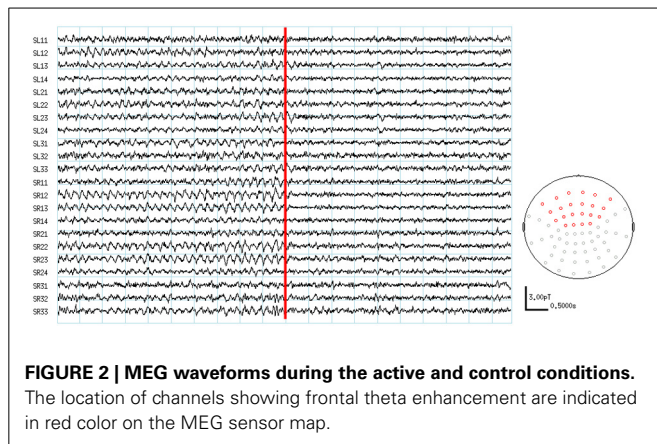 SL11
SL12
SL13
SL14
SL21
SL22
SL23
SL24
SL31
SL32
SL33
SR11
SR12
SR13
SR14
SR21
SR22
SR23
SR24
SR31
SR32
SR33
3.00pT
0.5000s
FIGURE 2 | MEG waveforms during the active and control conditions.
The location of channels showing frontal theta enhancement are indicated
in red color on the MEG sensor map.